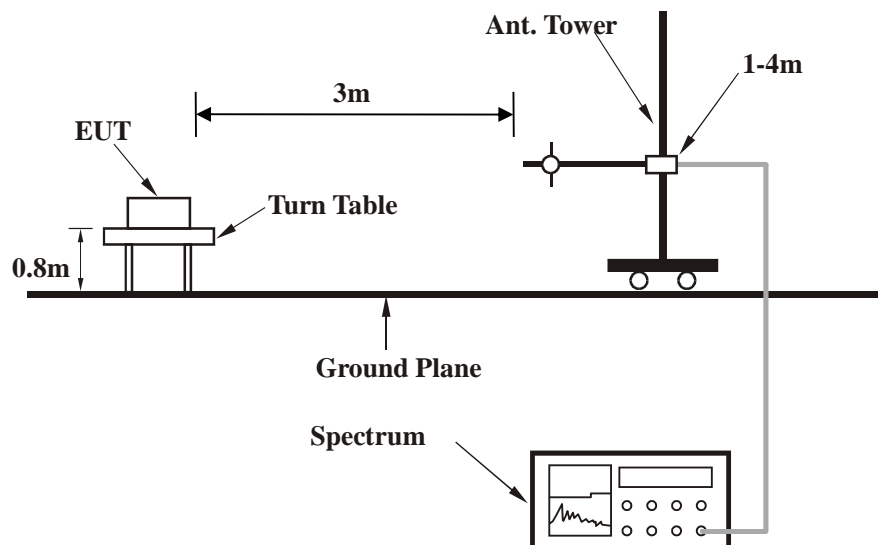 Ant. Tower
1-4m
3m
EUT
Turn Table
0.8m
Ground Plane
Spectrum